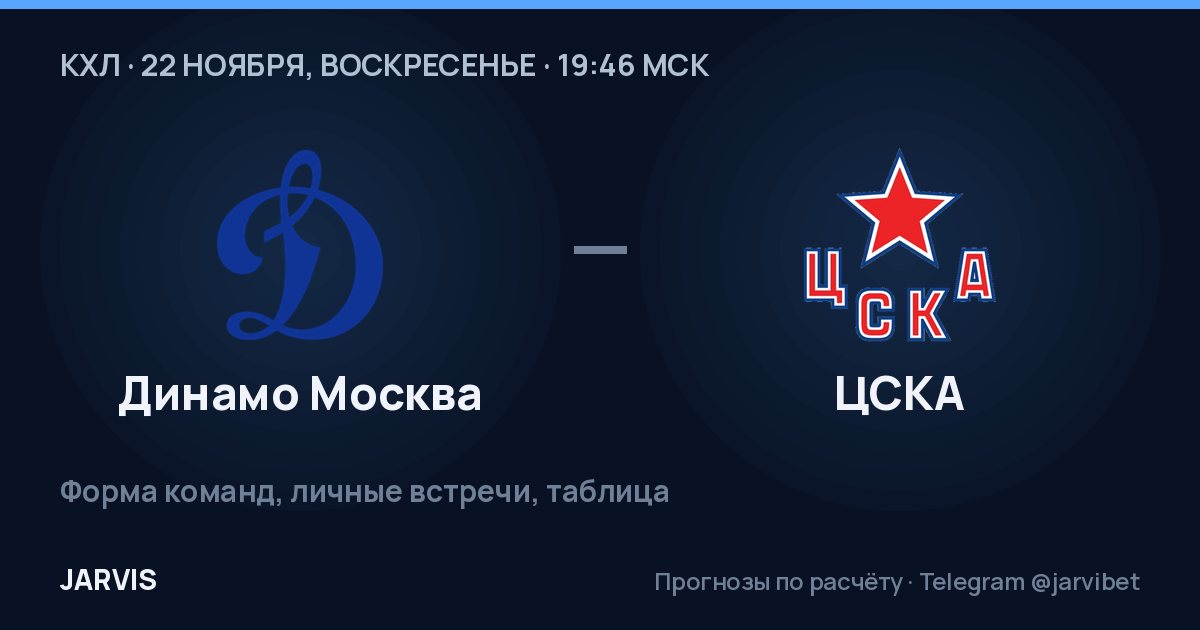 КХЛ · 22 НОЯБРЯ, ВОСКРЕСЕНЬЕ · 19:46 МСК
—
ЦСКА
Динамо Москва
ЦСКА
Форма команд, личные встречи, таблица
JARVIS
Прогнозы по расчёту · Telegram @jarvibet